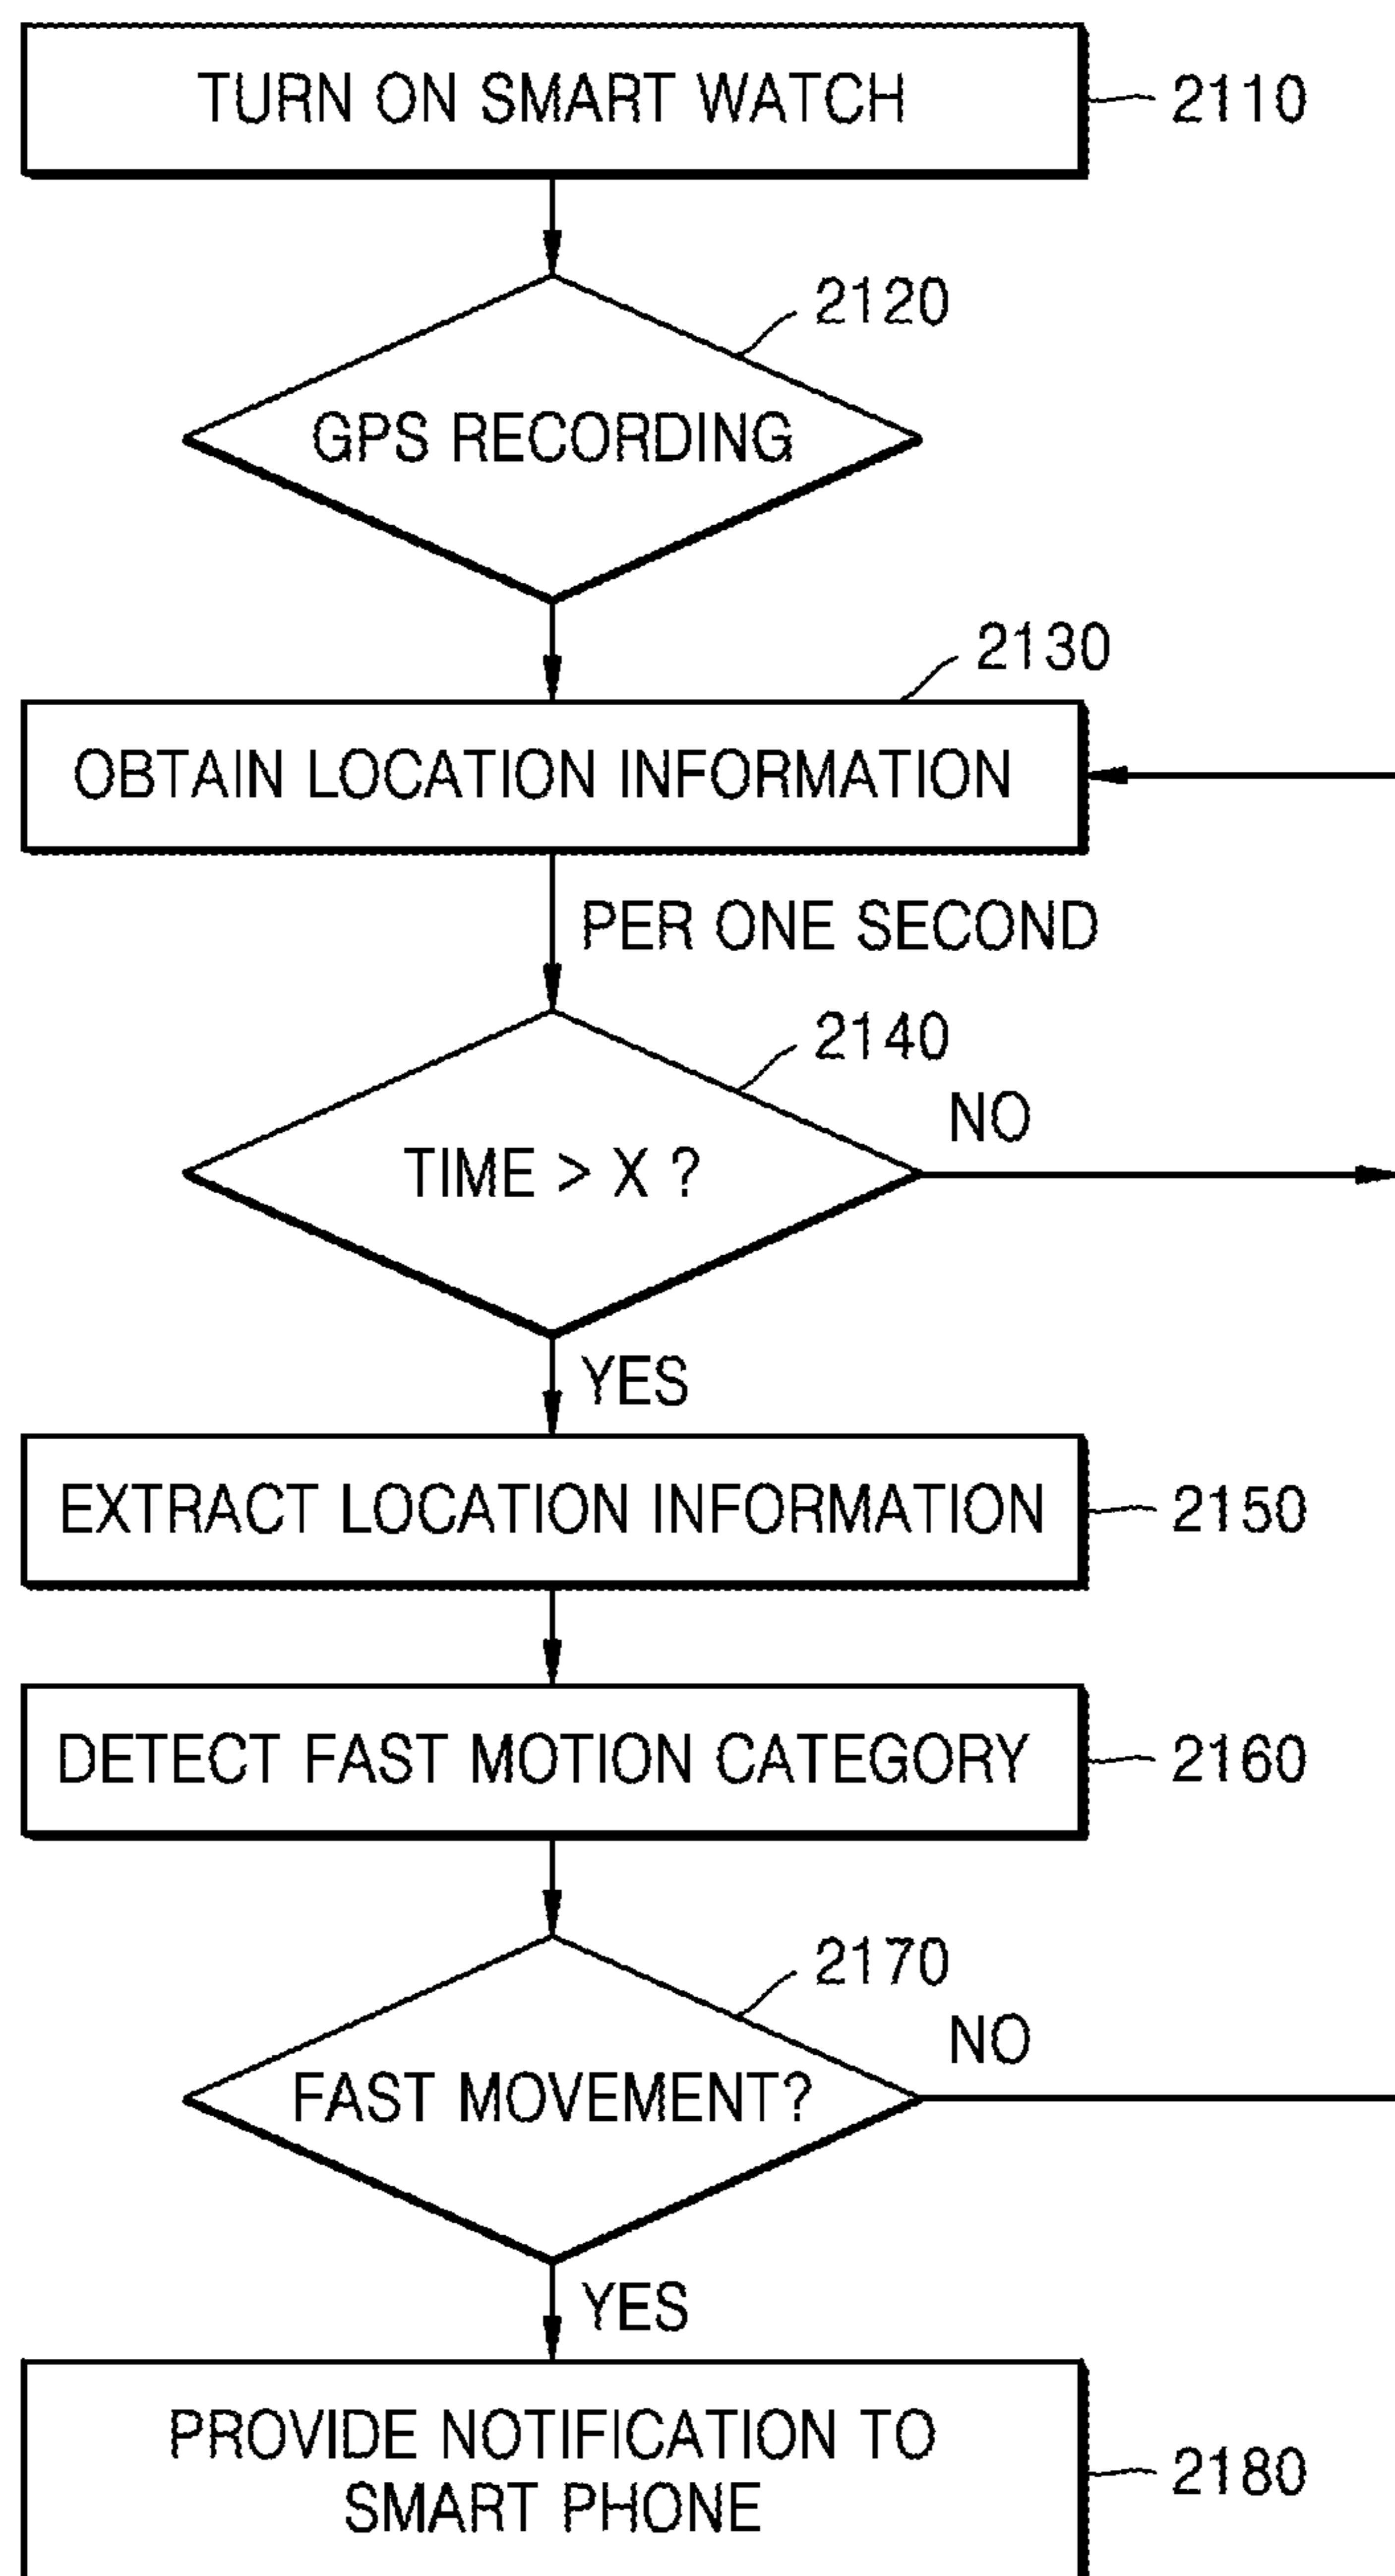 TURN ON SMART WATCH
2110
2120
GPS RECORDING
2130
OBTAIN LOCATION INFORMATION
PER ONE SECOND
2140
NO
TIME > X ?
YES
EXTRACT LOCATION INFORMATION
2150
DETECT FAST MOTION CATEGORY
2160
2170
NO
FAST MOVEMENT?
YES
PROVIDE NOTIFICATION TO
SMART PHONE
2180